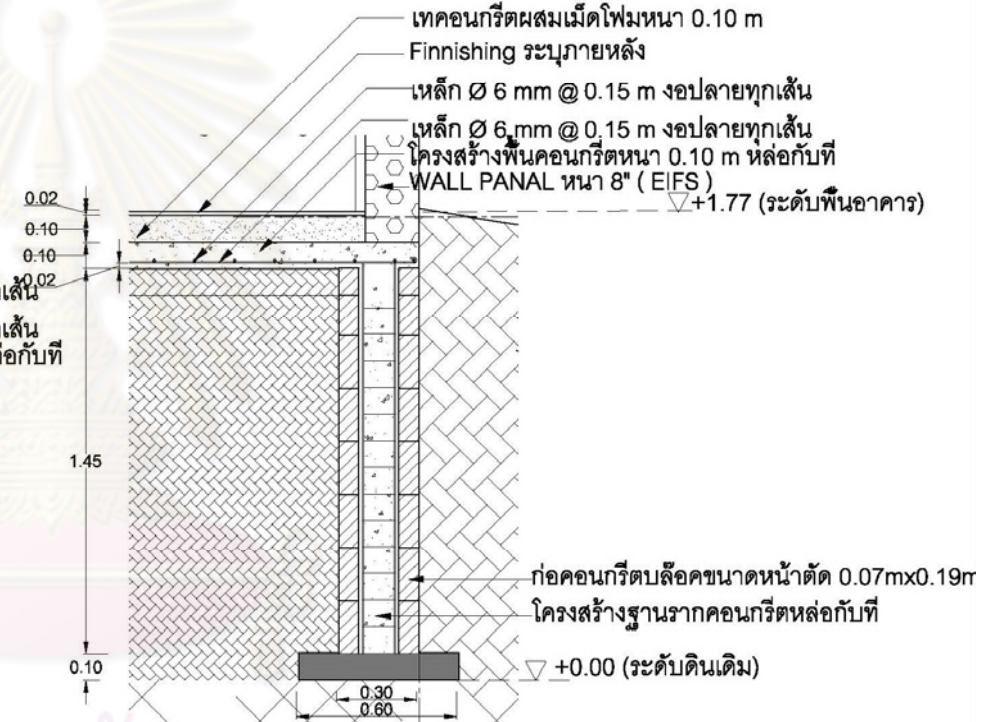 เทคอนกรีตผสมเม็ดโฟมหนา 0.10 m
Finnishing ระบุภายหลัง
เหล็ก Ø 6 mm @ 0.15 m งอปลายทุกเส้น
เหล็ก Ø 6 mm @ 0.15 m งอปลายทุกเส้น
โครงสร้างพื้นคอนกรีตหนา 0.10 m หล่อกับที่
WALL PANAL หนา 8" ( EIFS )
+1.77 (ระดับพื้นอาคาร)
0.02
0.10
0.10
0.02
เส้น
เส้น
่อกับที่
1.45
ก่อคอนกรีตบล๊อคขนาดหน้าตัด 0.07mx0.19m
โครงสร้างฐานรากคอนกรีตหล่อกับที่
0.10
+0.00 (ระดับดินเดิม)
0.30
0.60